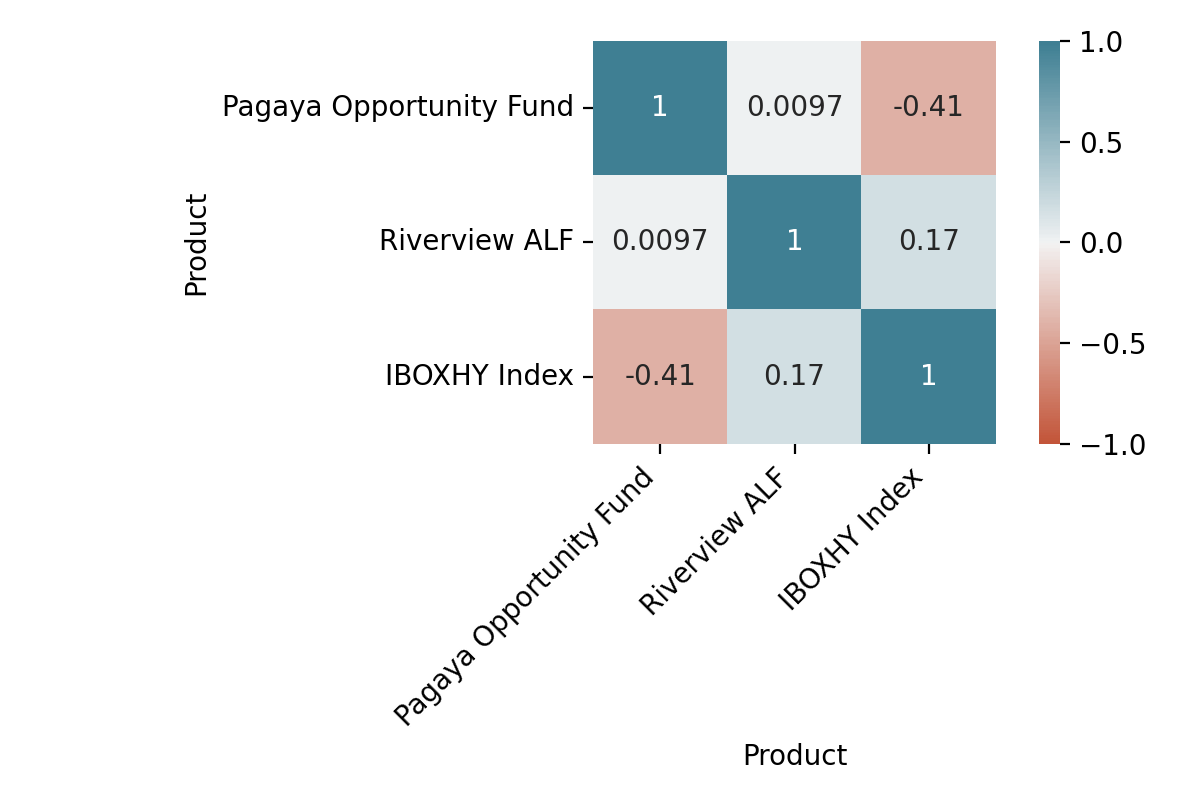 Pagaya Opportunity Fund
1
0.0097
-0.41
Riverview ALF
0.0097
1
0.17
IBOXHY Index
-0.41
0.17
1
Product
Pagaya Opportunity Fund
Riverview ALF
IBOXHY Index
Product
1.0
0.5
0.0
−0.5
−1.0